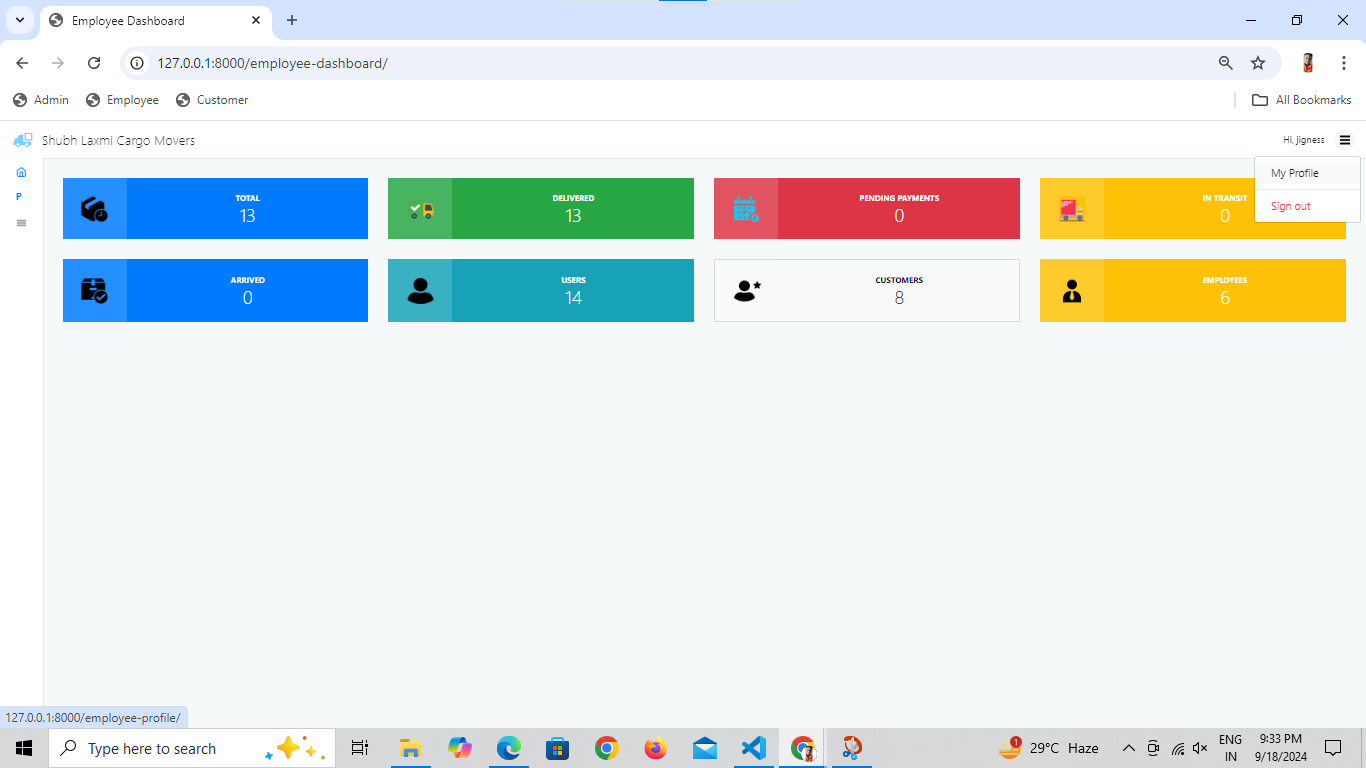 Employee Dashboard
127.0.0.1:8000/employee-dashboard/
Admin
Employee
Customer
All Bookmarks
Shubh Laxmi Cargo Movers
Hi, jigness
My Profile
Sign out
P
TOTAL
13
DELIVERED
13
PENDING PAYMENTS
0
IN TRANSIT
0
ARRIVED
0
USERS
14
CUSTOMERS
8
EMPLOYEES
6
127.0.0.1:8000/employee-profile/
Type here to search
1
29°C Haze
ENG
IN
9:33 PM
9/18/2024